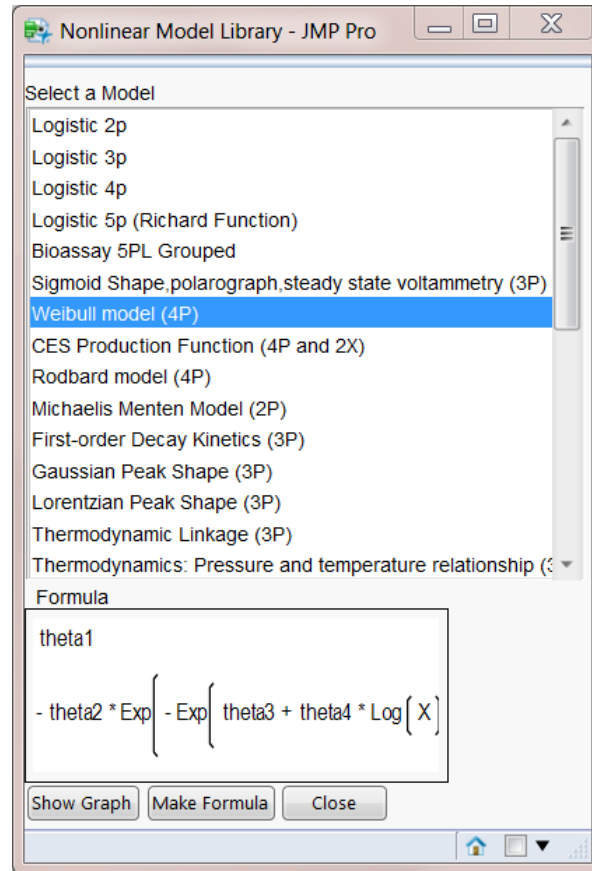 Nonlinear Model Library - JMP Pro
Select a Model
Logistic 2p
Logistic 3p
Logistic 4p
Logistic 5p (Richard Function)
Bioassay 5PL Grouped
Sigmoid Shape,polarograph,steady state voltammetry (3P)
Weibull model (4P)
CES Production Function (4P and 2X)
Rodbard model (4P)
Michaelis Menten Model (2P)
First-order Decay Kinetics (3P)
Gaussian Peak Shape (3P)
Lorentzian Peak Shape (3P)
Thermodynamic Linkage (3P)
Thermodynamics: Pressure and temperature relationship (3
Formula
theta1
- theta2 * Exp( - Exp( theta3 + theta4 * Log( X )
Show Graph Make Formula Close